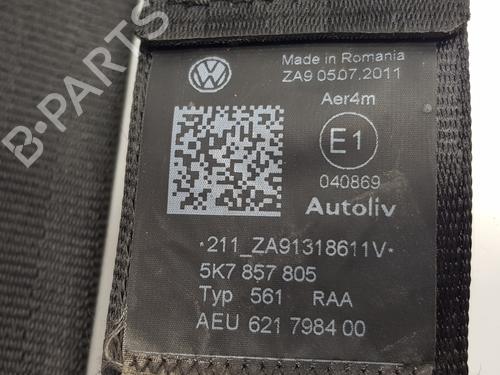 Made in Romania
ZA9 05.07.2011
Aer4m
E1
040869
Autoliv
*211_ZA91318611V*
5K7 857 805
Typ 561 RAA
AEU 621 7984 00
B-PARTS